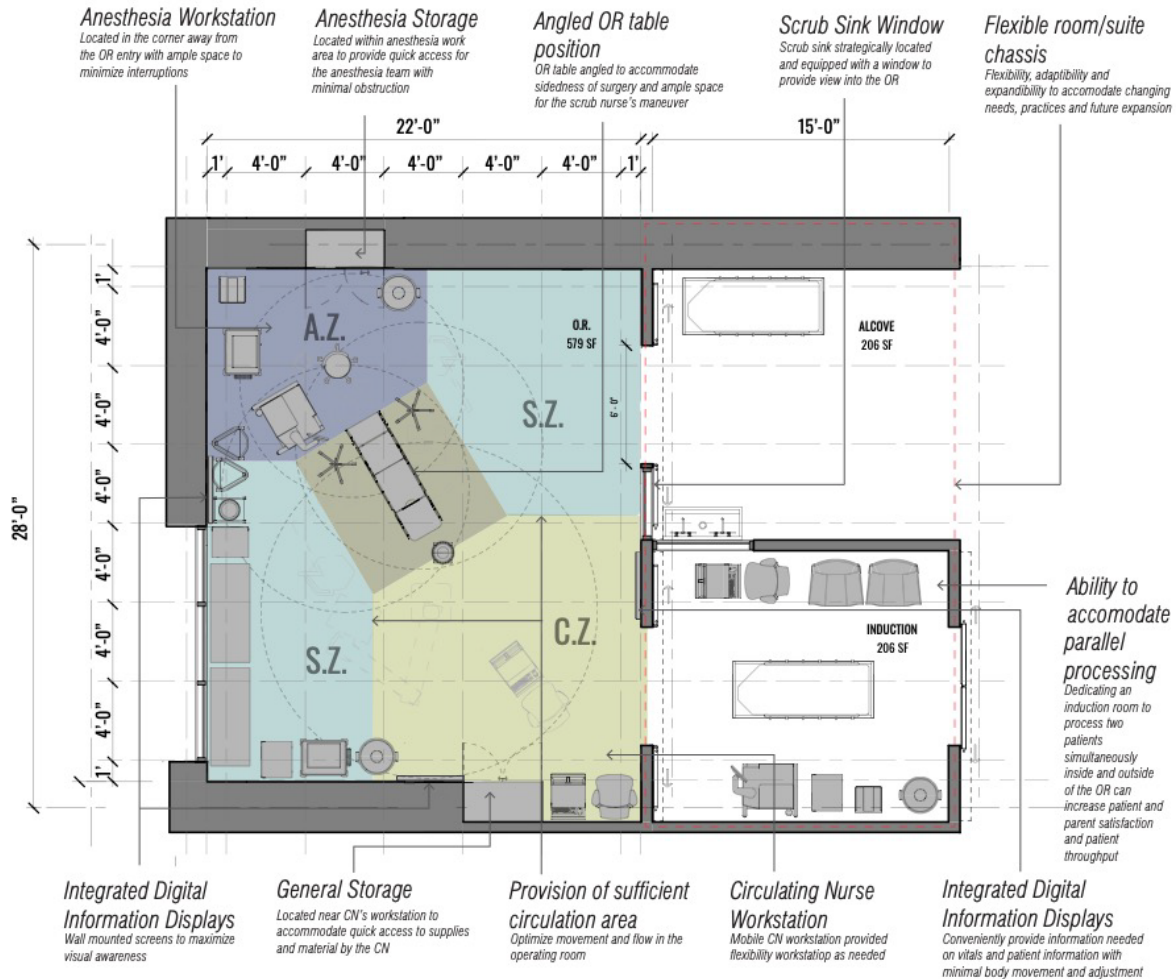 Anesthesia Workstation
Located in the corner away from
the OR entry with ample space to
minimize interruptions
Anesthesia Storage
Located within anesthesia work
area to provide quick access for
the anesthesia team with
minimal obstruction
Angled OR table
position
OR table angled to accommodate
sidedness of surgery and ample space
for the scrub nurse's maneuver
Scrub Sink Window
Scrub sink strategically located
and equipped with a window to
provide view into the OR
Flexible room/suite
chassis
Flexibility, adaptibility and
expandibility to accomodate changing
needs, practices and future expansion
22'-0"
15'-0"
1'
4'-0"
4'-0"
4'-0"
4'-0"
4'-0"
1'
28'-0"
1'
4'-0"
4'-0"
4'-0"
4'-0"
4'-0"
4'-0"
1'
A.Z.
O.R.
579 SF
S.Z.
6'-0"
ALCOVE
206 SF
S.Z.
C.Z.
INDUCTION
206 SF
Ability to
accomodate
parallel
processing
Dedicating an
induction room to
process two
patients
simultaneously
inside and outside
of the OR can
increase patient and
parent satisfaction
and patient
throughput
Integrated Digital
Information Displays
Wall mounted screens to maximize
visual awareness
General Storage
Located near CN's workstation to
accommodate quick access to supplies
and material by the CN
Provision of sufficient
circulation area
Optimize movement and flow in the
operating room
Circulating Nurse
Workstation
Mobile CN workstation provided
flexibility workstatiop as needed
Integrated Digital
Information Displays
Conveniently provide information needed
on vitals and patient information with
minimal body movement and adjustment